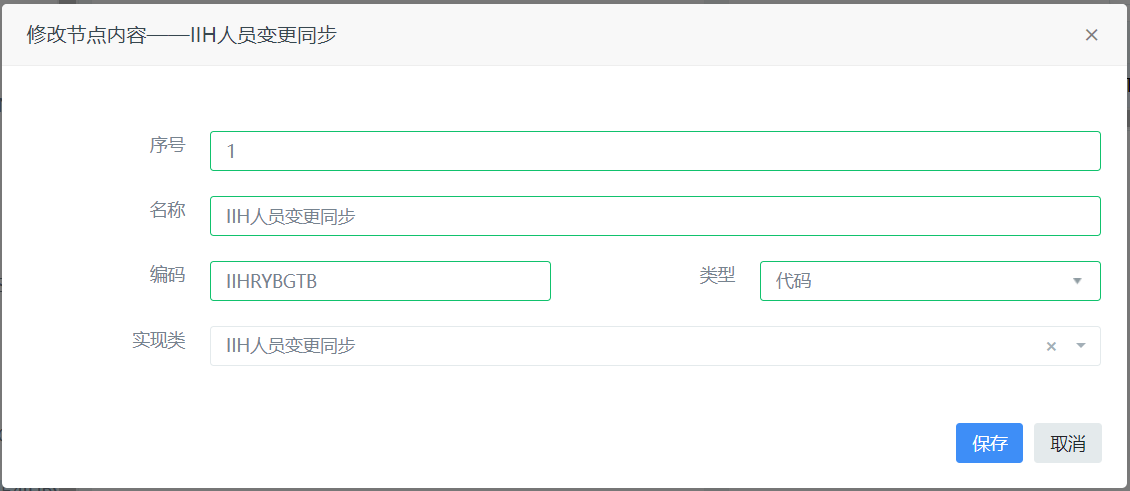 修改节点内容——IIH人员变更同步
×
序号
1
名称
IIH人员变更同步
编码
IIHRYBGTB
类型
代码
实现类
IIH人员变更同步
×
保存
取消